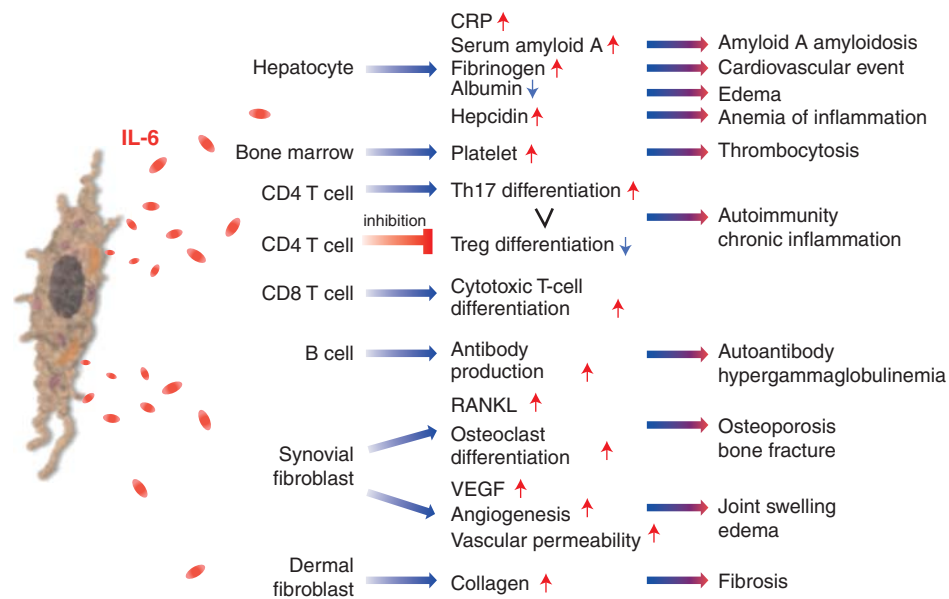 IL-6
Hepatocyte
CRP
Serum amyloid A
Fibrinogen
Albumin
Hepcidin
Amyloid A amyloidosis
Cardiovascular event
Edema
Anemia of inflammation
Bone marrow
Platelet
Thrombocytosis
CD4 T cell
Th17 differentiation
inhibition
CD4 T cell
Treg differentiation
Autoimmunity
chronic inflammation
CD8 T cell
Cytotoxic T-cell
differentiation
B cell
Antibody
production
Autoantibody
hypergammaglobulinemia
Synovial
fibroblast
RANKL
Osteoclast
differentiation
Osteoporosis
bone fracture
VEGF
Angiogenesis
Vascular permeability
Joint swelling
edema
Dermal
fibroblast
Collagen
Fibrosis